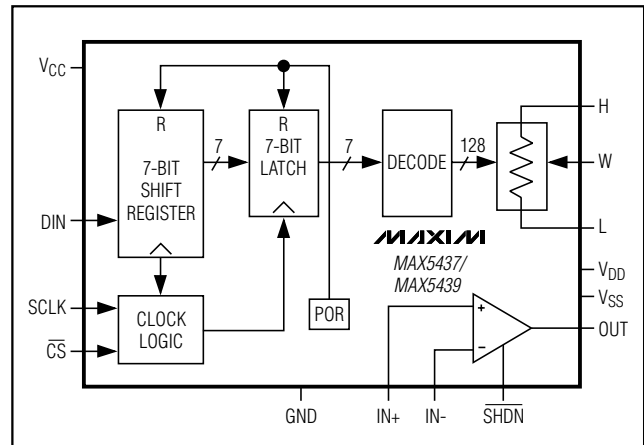 VCC
R
7-BIT
SHIFT
REGISTER
7
R
7-BIT
LATCH
7
DECODE
128
H
W
L
DIN
MAXIM
MAX5437/
MAX5439
VDD
VSS
SCLK
CS
CLOCK
LOGIC
POR
+
−
OUT
GND
IN+
IN-
SHDN